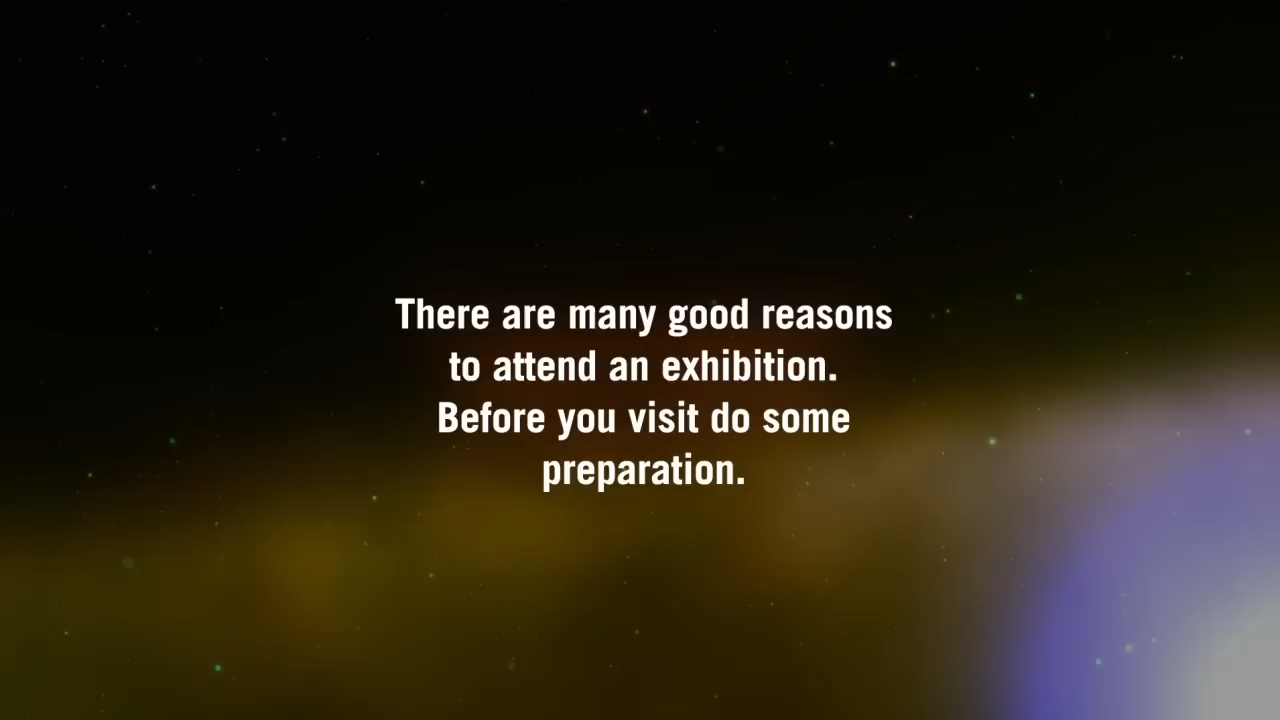 There are many good reasons
to attend an exhibition.
Before you visit do some
preparation.